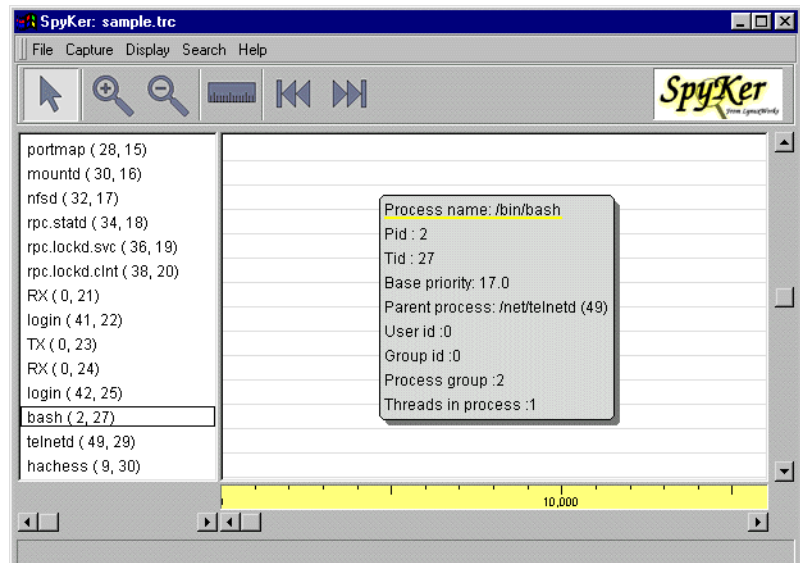 SpyKer: sample.trc
File Capture Display Search Help
SpyKer
From LynuxWorks
portmap ( 28, 15)
mountd ( 30, 16)
nfsd ( 32, 17)
rpc.statd ( 34, 18)
rpc.lockd.svc ( 36, 19)
rpc.lockd.clnt ( 38, 20)
RX ( 0, 21)
login ( 41, 22)
TX ( 0, 23)
RX ( 0, 24)
login ( 42, 25)
bash ( 2, 27)
telnetd ( 49, 29)
hachess ( 9, 30)
Process name: /bin/bash
Pid : 2
Tid : 27
Base priority: 17.0
Parent process: /net/telnetd (49)
User id :0
Group id :0
Process group :2
Threads in process :1
10,000